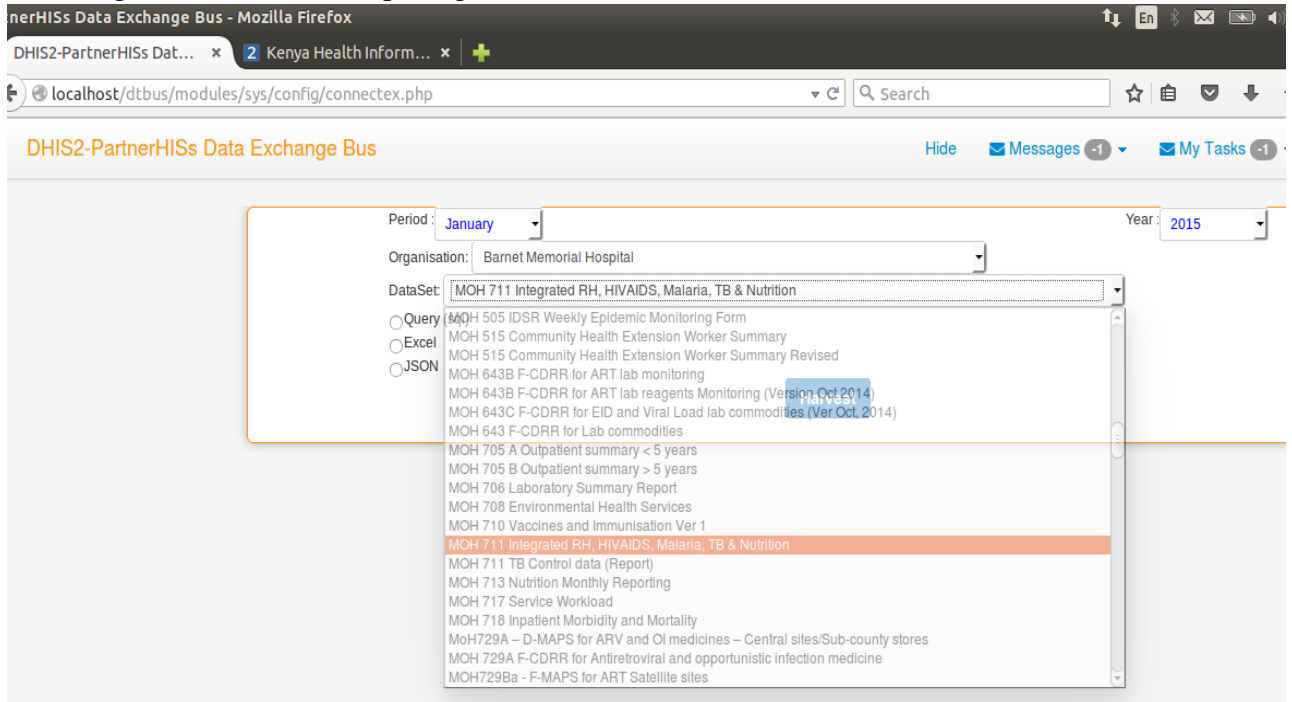 nerHISs Data Exchange Bus - Mozilla Firefox En
DHIS2-PartnerHISs Dat... × 2 Kenya Health Inform... ×
localhost/dtbus/modules/sys/config/connectex.php Search
DHIS2-PartnerHISs Data Exchange Bus Hide Messages -1 My Tasks -1
Period : January Year : 2015
Organisation: Barnet Memorial Hospital
DataSet: MOH 711 Integrated RH, HIVAIDS, Malaria, TB & Nutrition
Query (sql)
Excel
JSON
Harvest
MOH 505 IDSR Weekly Epidemic Monitoring Form
MOH 515 Community Health Extension Worker Summary
MOH 515 Community Health Extension Worker Summary Revised
MOH 643B F-CDRR for ART lab monitoring
MOH 643B F-CDRR for ART lab reagents Monitoring (Version Oct 2014)
MOH 643C F-CDRR for EID and Viral Load lab commodities (Ver Oct, 2014)
MOH 643 F-CDRR for Lab commodities
MOH 705 A Outpatient summary < 5 years
MOH 705 B Outpatient summary > 5 years
MOH 706 Laboratory Summary Report
MOH 708 Environmental Health Services
MOH 710 Vaccines and Immunisation Ver 1
MOH 711 Integrated RH, HIVAIDS, Malaria, TB & Nutrition
MOH 711 TB Control data (Report)
MOH 713 Nutrition Monthly Reporting
MOH 717 Service Workload
MOH 718 Inpatient Morbidity and Mortality
MoH729A – D-MAPS for ARV and OI medicines – Central sites/Sub-county stores
MOH 729A F-CDRR for Antiretroviral and opportunistic infection medicine
MOH729Ba - F-MAPS for ART Satellite sites